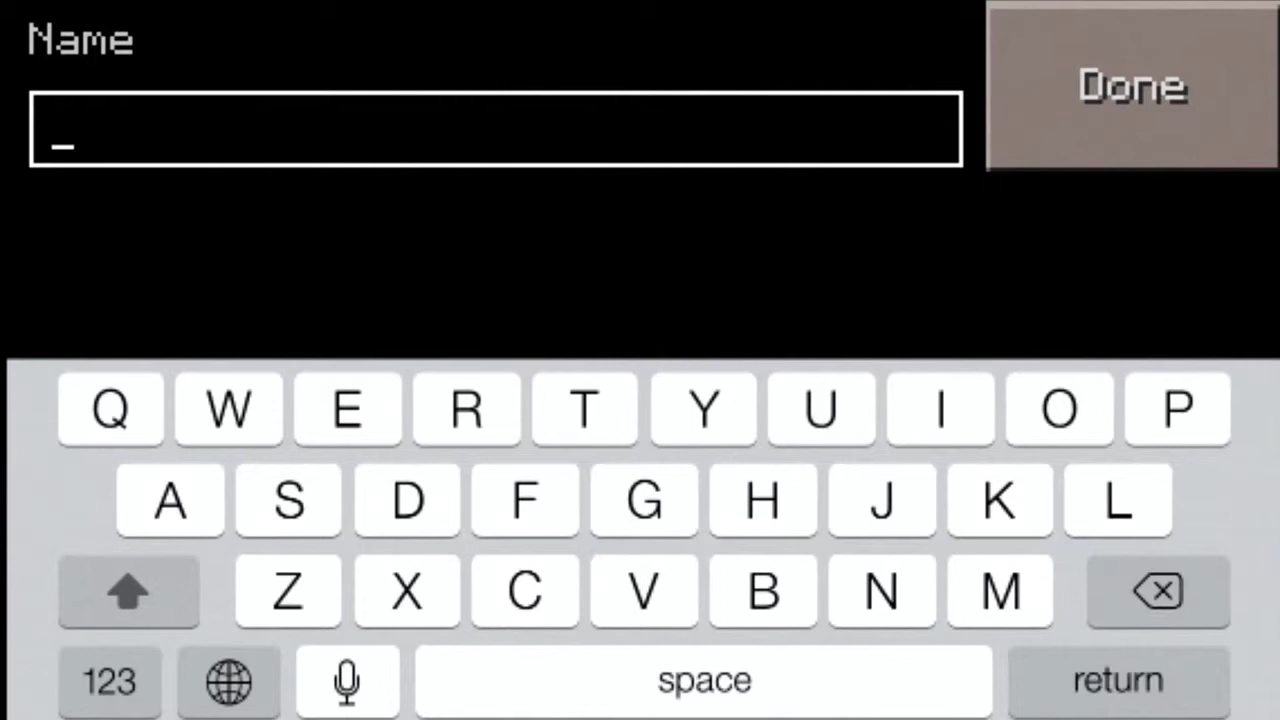 Name
Done
_
Q W E R T Y U I O P
A S D F G H J K L
Z X C V B N M
123 space return